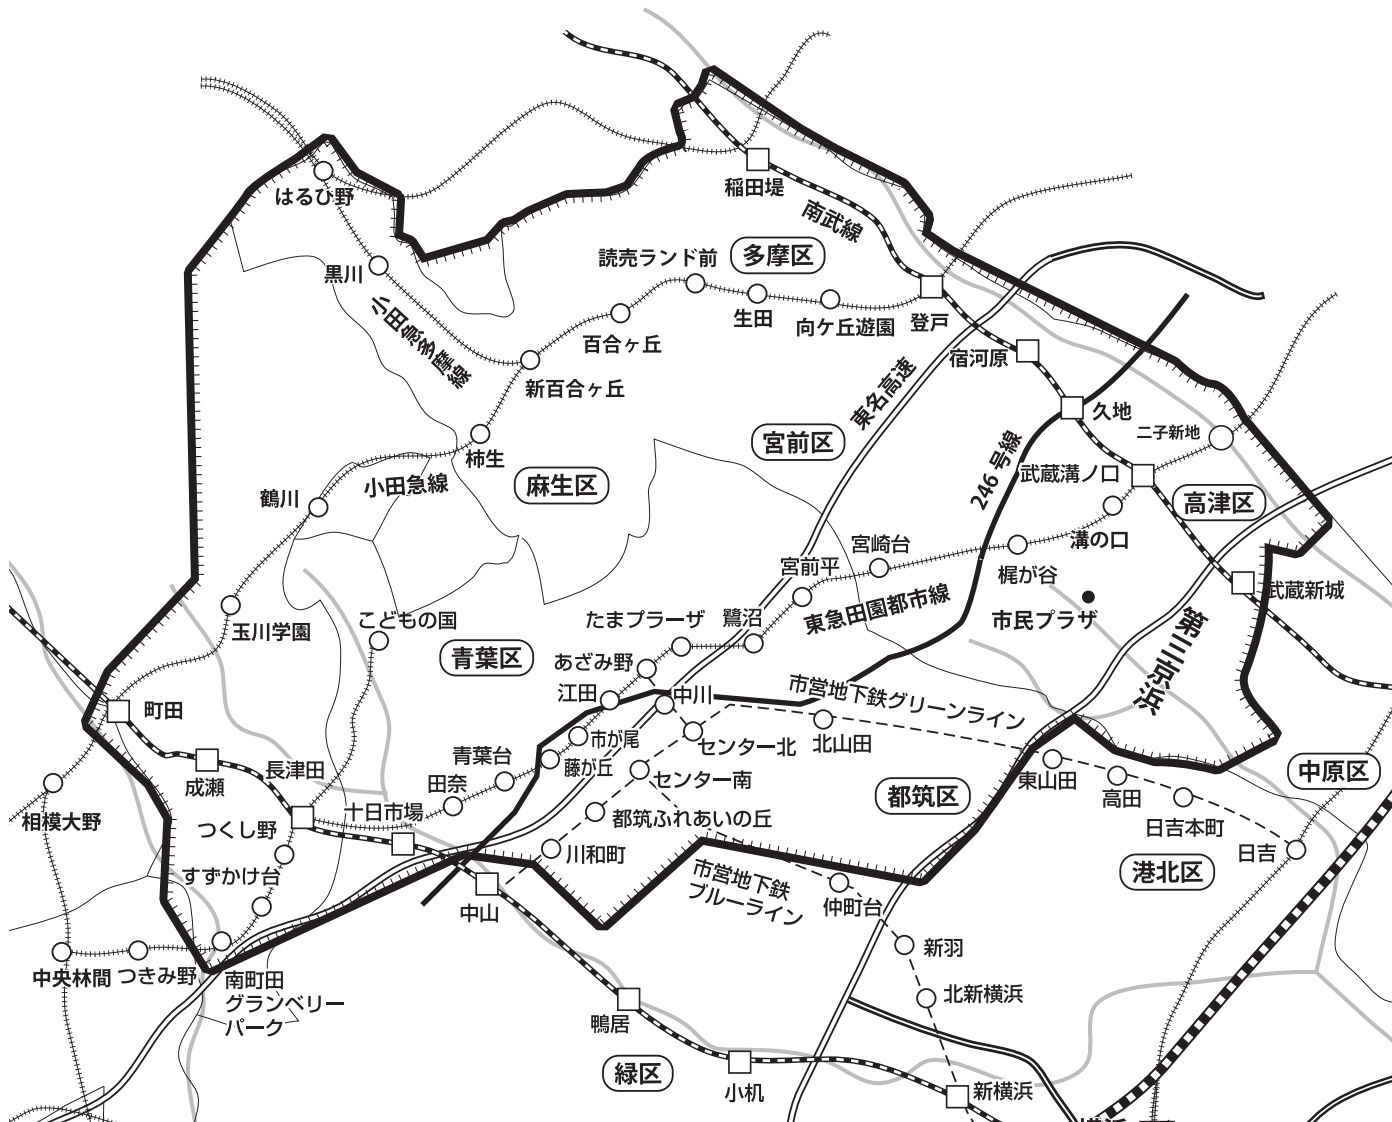 稲田堤
はるひ野
南武線
読売ランド前
多摩区
黒川
小田急多摩線
生田
向ケ丘遊園
登戸
百合ヶ丘
宿河原
新百合ヶ丘
東名高速
久地
二子新地
宮前区
柿生
246号線
武蔵溝ノ口
小田急線
麻生区
鶴川
高津区
溝の口
宮崎台
宮前平
梶が谷
武蔵新城
東急田園都市線
市民プラザ
こどもの国
たまプラーザ
鷺沼
玉川学園
第三京浜
青葉区
あざみ野
江田
中川
市営地下鉄グリーンライン
町田
市が尾
センター北
北山田
青葉台
藤が丘
成瀬
長津田
田奈
センター南
東山田
高田
中原区
都筑区
十日市場
相模大野
つくし野
都筑ふれあいの丘
日吉本町
川和町
日吉
すずかけ台
市営地下鉄
ブルーライン
港北区
中山
仲町台
新羽
中央林間
つきみ野
南町田
グランベリー
パーク
北新横浜
鴨居
緑区
小机
新横浜